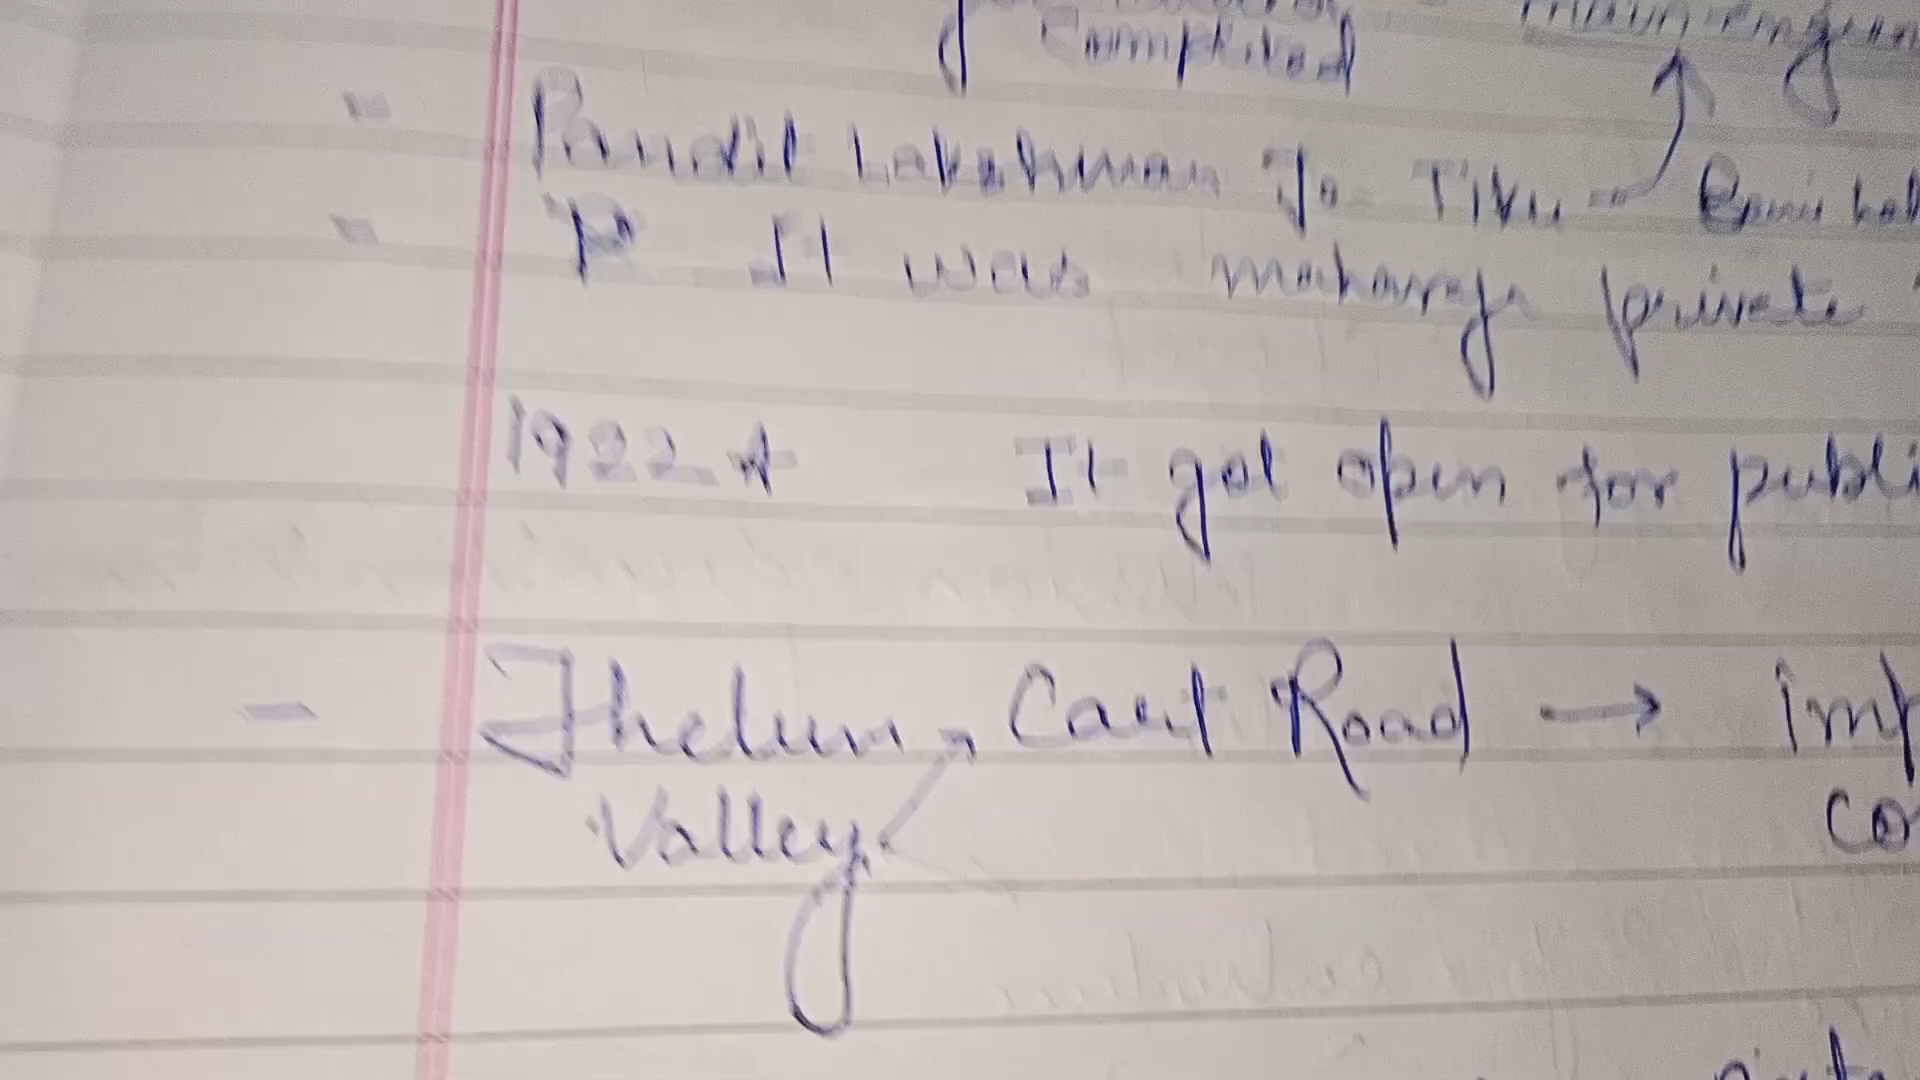 Completed
Pandit Lakshman Jo Tiku
It was maharaja private
1922 It got open for publi
- Jhelum, Cart Road → imp
Valley co